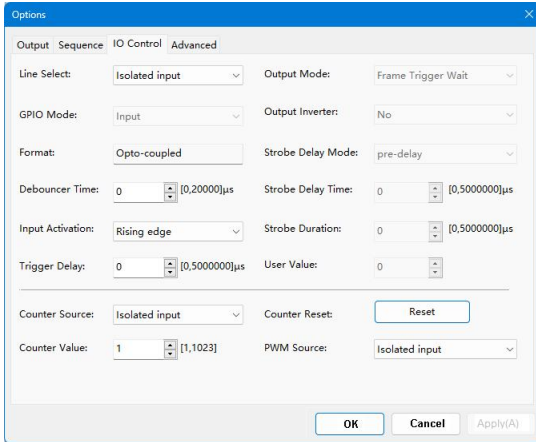 Options
Output Sequence IO Control Advanced
Line Select: Isolated input Output Mode: Frame Trigger Wait
GPIO Mode: Input Output Inverter: No
Format: Opto-coupled Strobe Delay Mode: pre-delay
Debouncer Time: 0 [0,20000]µs Strobe Delay Time: 0 [0,5000000]µs
Input Activation: Rising edge Strobe Duration: 0 [0,5000000]µs
Trigger Delay: 0 [0,5000000]µs User Value: 0
Counter Source: Isolated input Counter Reset: Reset
Counter Value: 1 [1,1023] PWM Source: Isolated input
OK Cancel Apply(A)